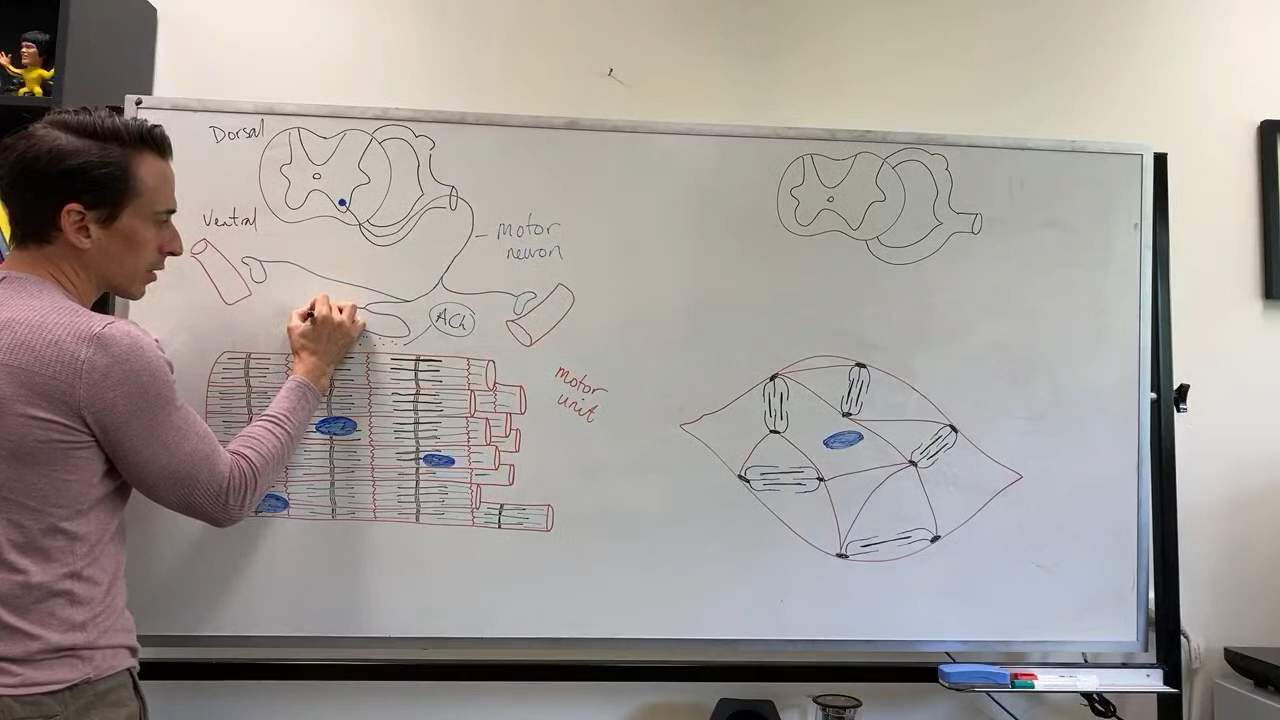 Dorsal
Ventral
motor
neuron
ACh
motor
unit